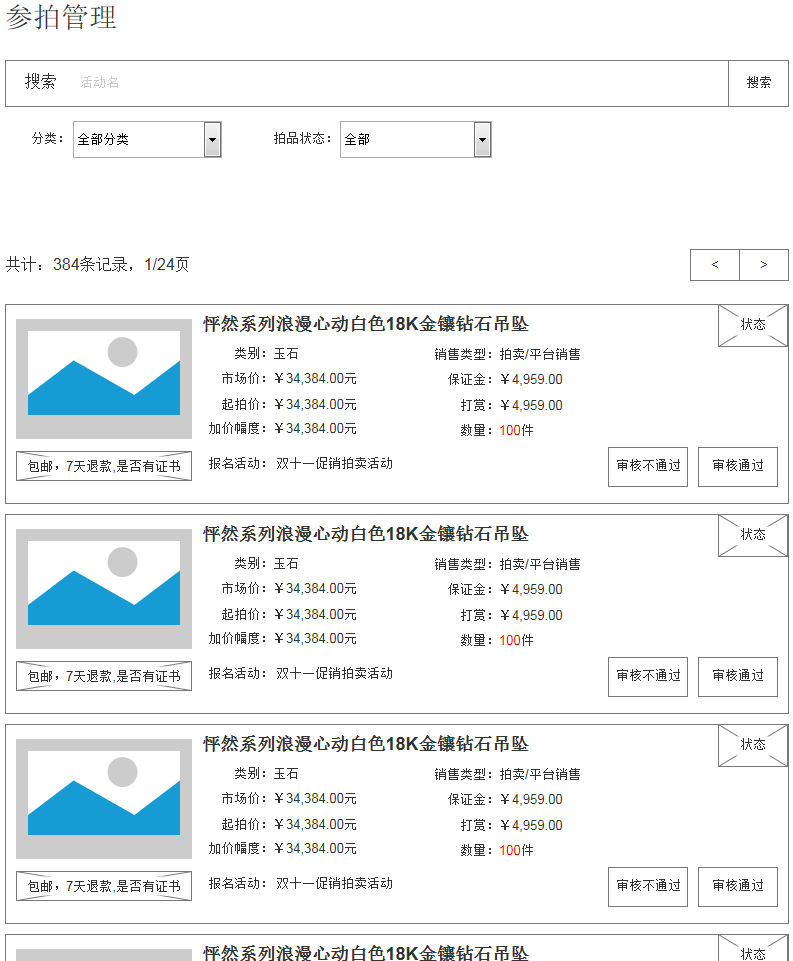 参拍管理
搜索 活动名 搜索
分类： 全部分类 拍品状态： 全部
共计：384条记录，1/24页 < >
怦然系列浪漫心动白色18K金镶钻石吊坠 状态
类别：玉石 销售类型：拍卖/平台销售
市场价：￥34,384.00元 保证金：￥4,959.00
起拍价：￥34,384.00元 打赏：￥4,959.00
加价幅度：￥34,384.00元 数量：100件
包邮，7天退款,是否有证书 报名活动： 双十一促销拍卖活动 审核不通过 审核通过
怦然系列浪漫心动白色18K金镶钻石吊坠 状态
类别：玉石 销售类型：拍卖/平台销售
市场价：￥34,384.00元 保证金：￥4,959.00
起拍价：￥34,384.00元 打赏：￥4,959.00
加价幅度：￥34,384.00元 数量：100件
包邮，7天退款,是否有证书 报名活动： 双十一促销拍卖活动 审核不通过 审核通过
怦然系列浪漫心动白色18K金镶钻石吊坠 状态
类别：玉石 销售类型：拍卖/平台销售
市场价：￥34,384.00元 保证金：￥4,959.00
起拍价：￥34,384.00元 打赏：￥4,959.00
加价幅度：￥34,384.00元 数量：100件
包邮，7天退款,是否有证书 报名活动： 双十一促销拍卖活动 审核不通过 审核通过
怦然系列浪漫心动白色18K金镶钻石吊坠 状态